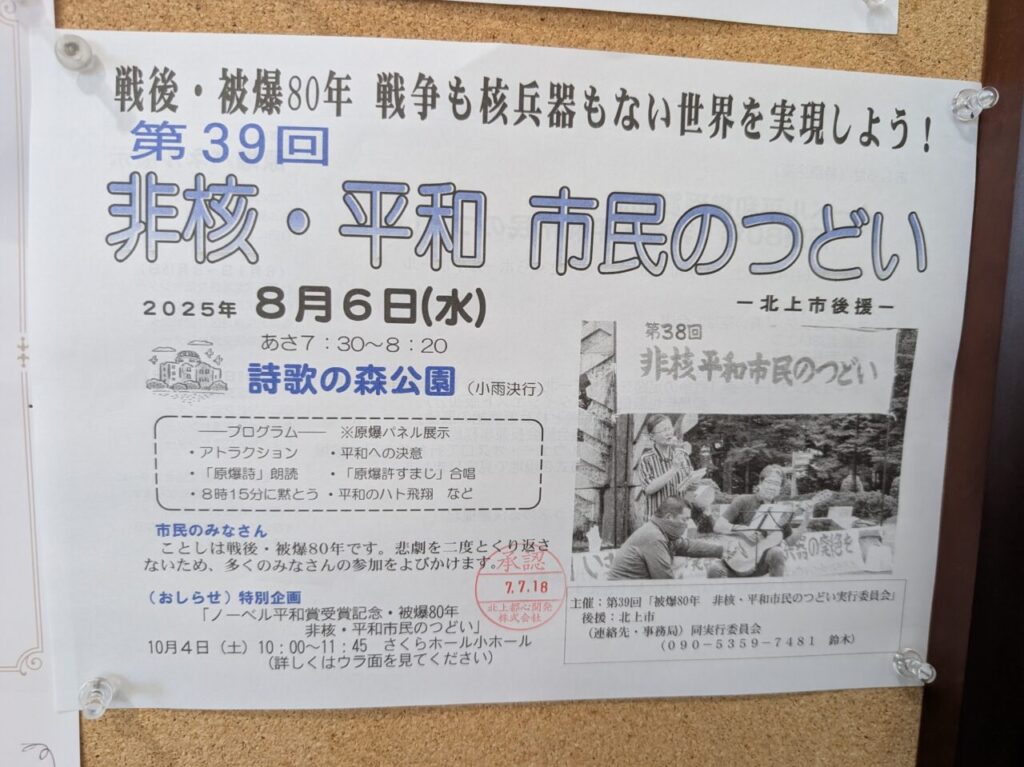 戦後・被爆80年 戦争も核兵器もない世界を実現しよう！
第39回
非核・平和 市民のつどい
2025年 8月6日(水)
ー北上市後援ー
あさ7：30～8：20
詩歌の森公園（小雨決行）
──プログラム── ※原爆パネル展示
・アトラクション ・平和への決意
・「原爆詩」朗読 ・「原爆許すまじ」合唱
・8時15分に黙とう ・平和のハト飛翔 など
市民のみなさん
ことしは戦後・被爆80年です。悲劇を二度とくり返さ
ないため、多くのみなさんの参加をよびかけます。
（おしらせ）特別企画
「ノーベル平和賞受賞記念・被爆80年
非核・平和市民のつどい」
10月4日（土）10：00～11：45 さくらホール小ホール
（詳しくはウラ面を見てください）
承認
7.7.18
北上都心開発
株式会社
第38回
非核平和市民のつどい
主催：第39回「被爆80年 非核・平和市民のつどい実行委員会」
後援：北上市
（連絡先・事務局）同実行委員会
（090-5359-7481 鈴木）